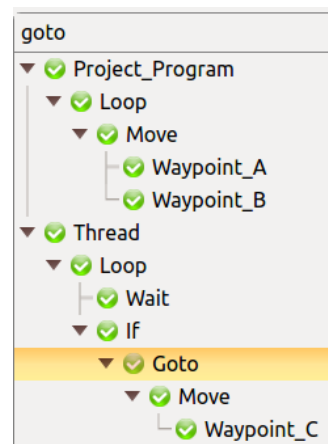 goto
Project_Program
Loop
Move
Waypoint_A
Waypoint_B
Thread
Loop
Wait
If
Goto
Move
Waypoint_C